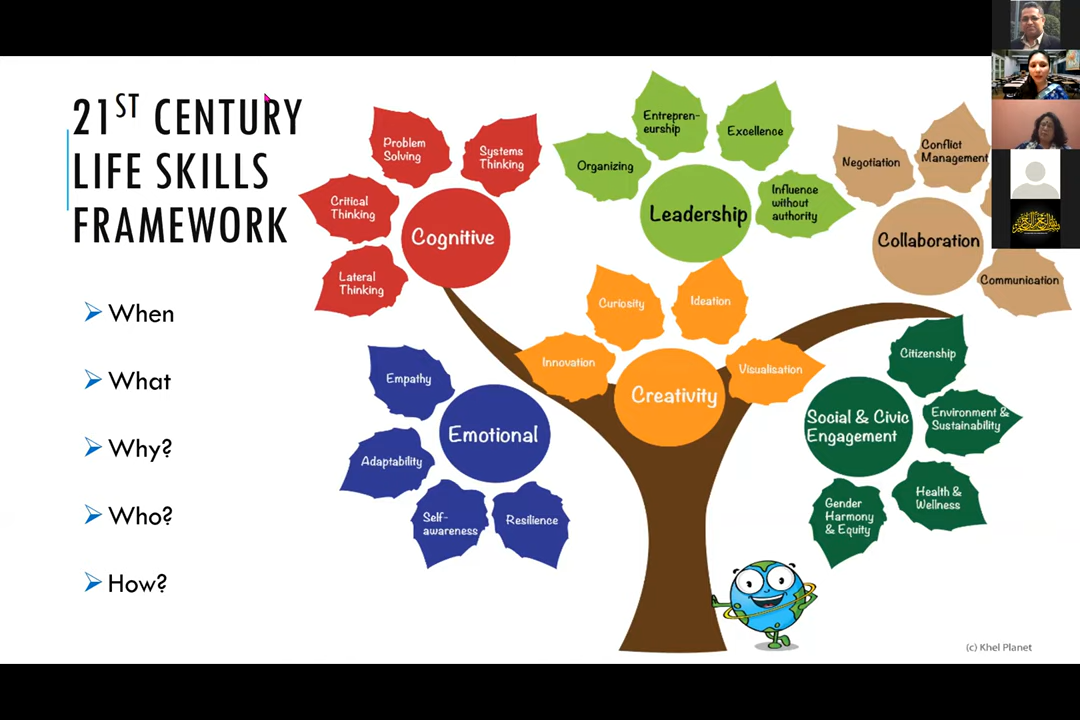 21ST CENTURY
LIFE SKILLS
FRAMEWORK
When
What
Why?
Who?
How?
Problem
Solving
Systems
Thinking
Critical
Thinking
Lateral
Thinking
Cognitive
Entrepren-
eurship
Excellence
Organizing
Influence
without
authority
Leadership
Negotiation
Conflict
Management
Collaboration
Communication
Curiosity
Ideation
Innovation
Visualisation
Creativity
Empathy
Adaptability
Self-
awareness
Resilience
Emotional
Citizenship
Environment &
Sustainability
Health &
Wellness
Gender
Harmony
& Equity
Social & Civic
Engagement
(c) Khel Planet